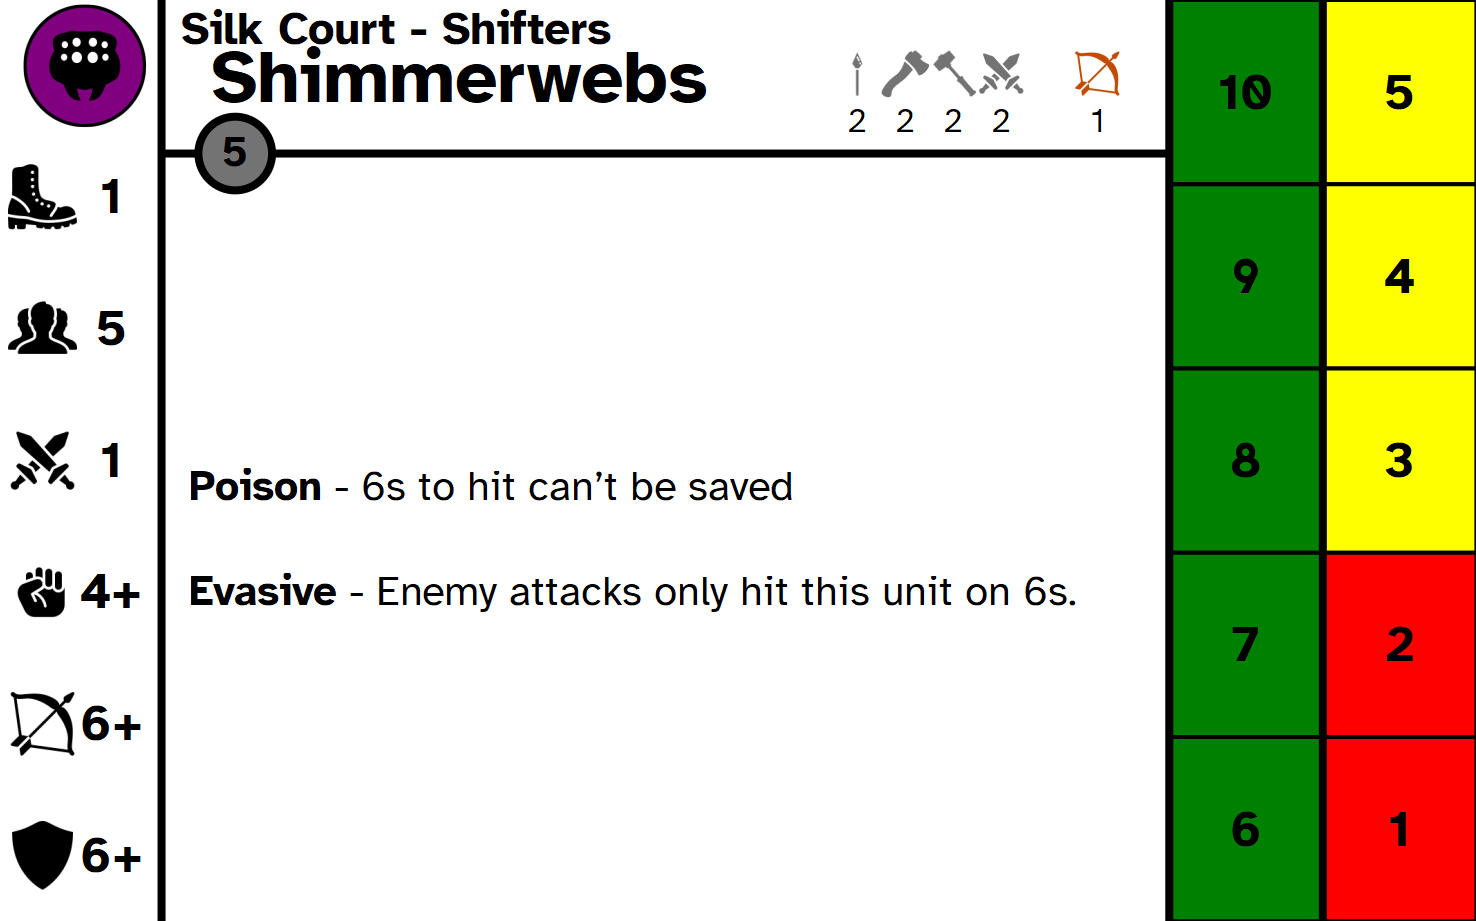 Silk Court - Shifters
Shimmerwebs
2 2 2 2 1
5
1
5
1
4+
6+
6+
Poison - 6s to hit can’t be saved
Evasive - Enemy attacks only hit this unit on 6s.
10 5
9 4
8 3
7 2
6 1